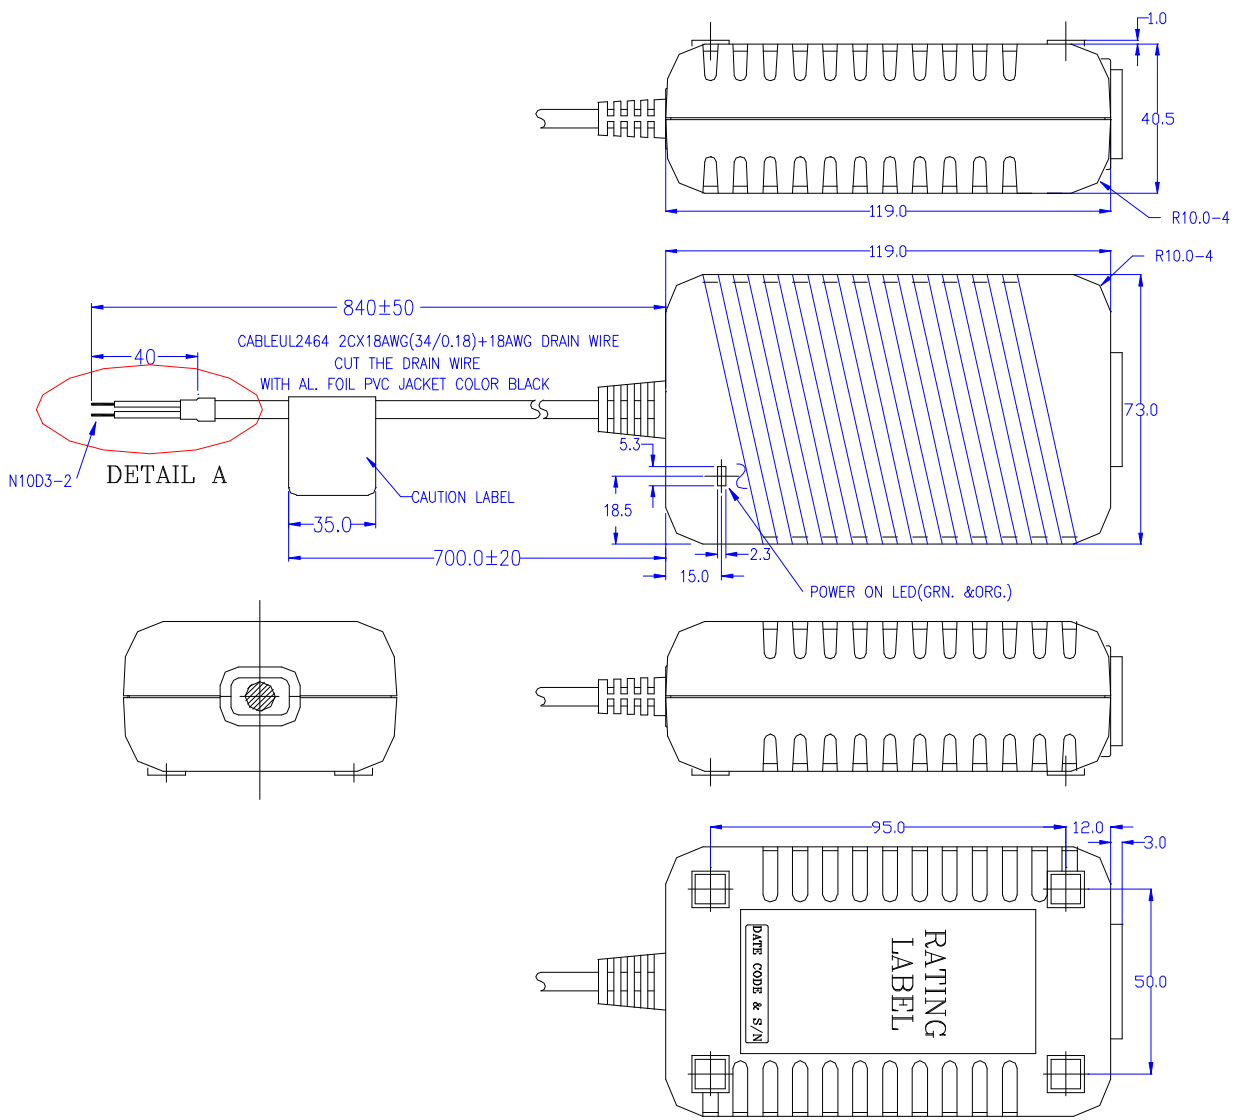 1.0
40.5
119.0
R10.0-4
119.0
R10.0-4
840±50
CABLEUL2464 2CX18AWG(34/0.18)+18AWG DRAIN WIRE
CUT THE DRAIN WIRE
WITH AL. FOIL PVC JACKET COLOR BLACK
40
73.0
N10D3-2
DETAIL A
5.3
CAUTION LABEL
18.5
35.0
700.0±20
2.3
15.0
POWER ON LED(GRN. &ORG.)
95.0
12.0
3.0
RATING
LABEL
DATE CODE & S/N
50.0